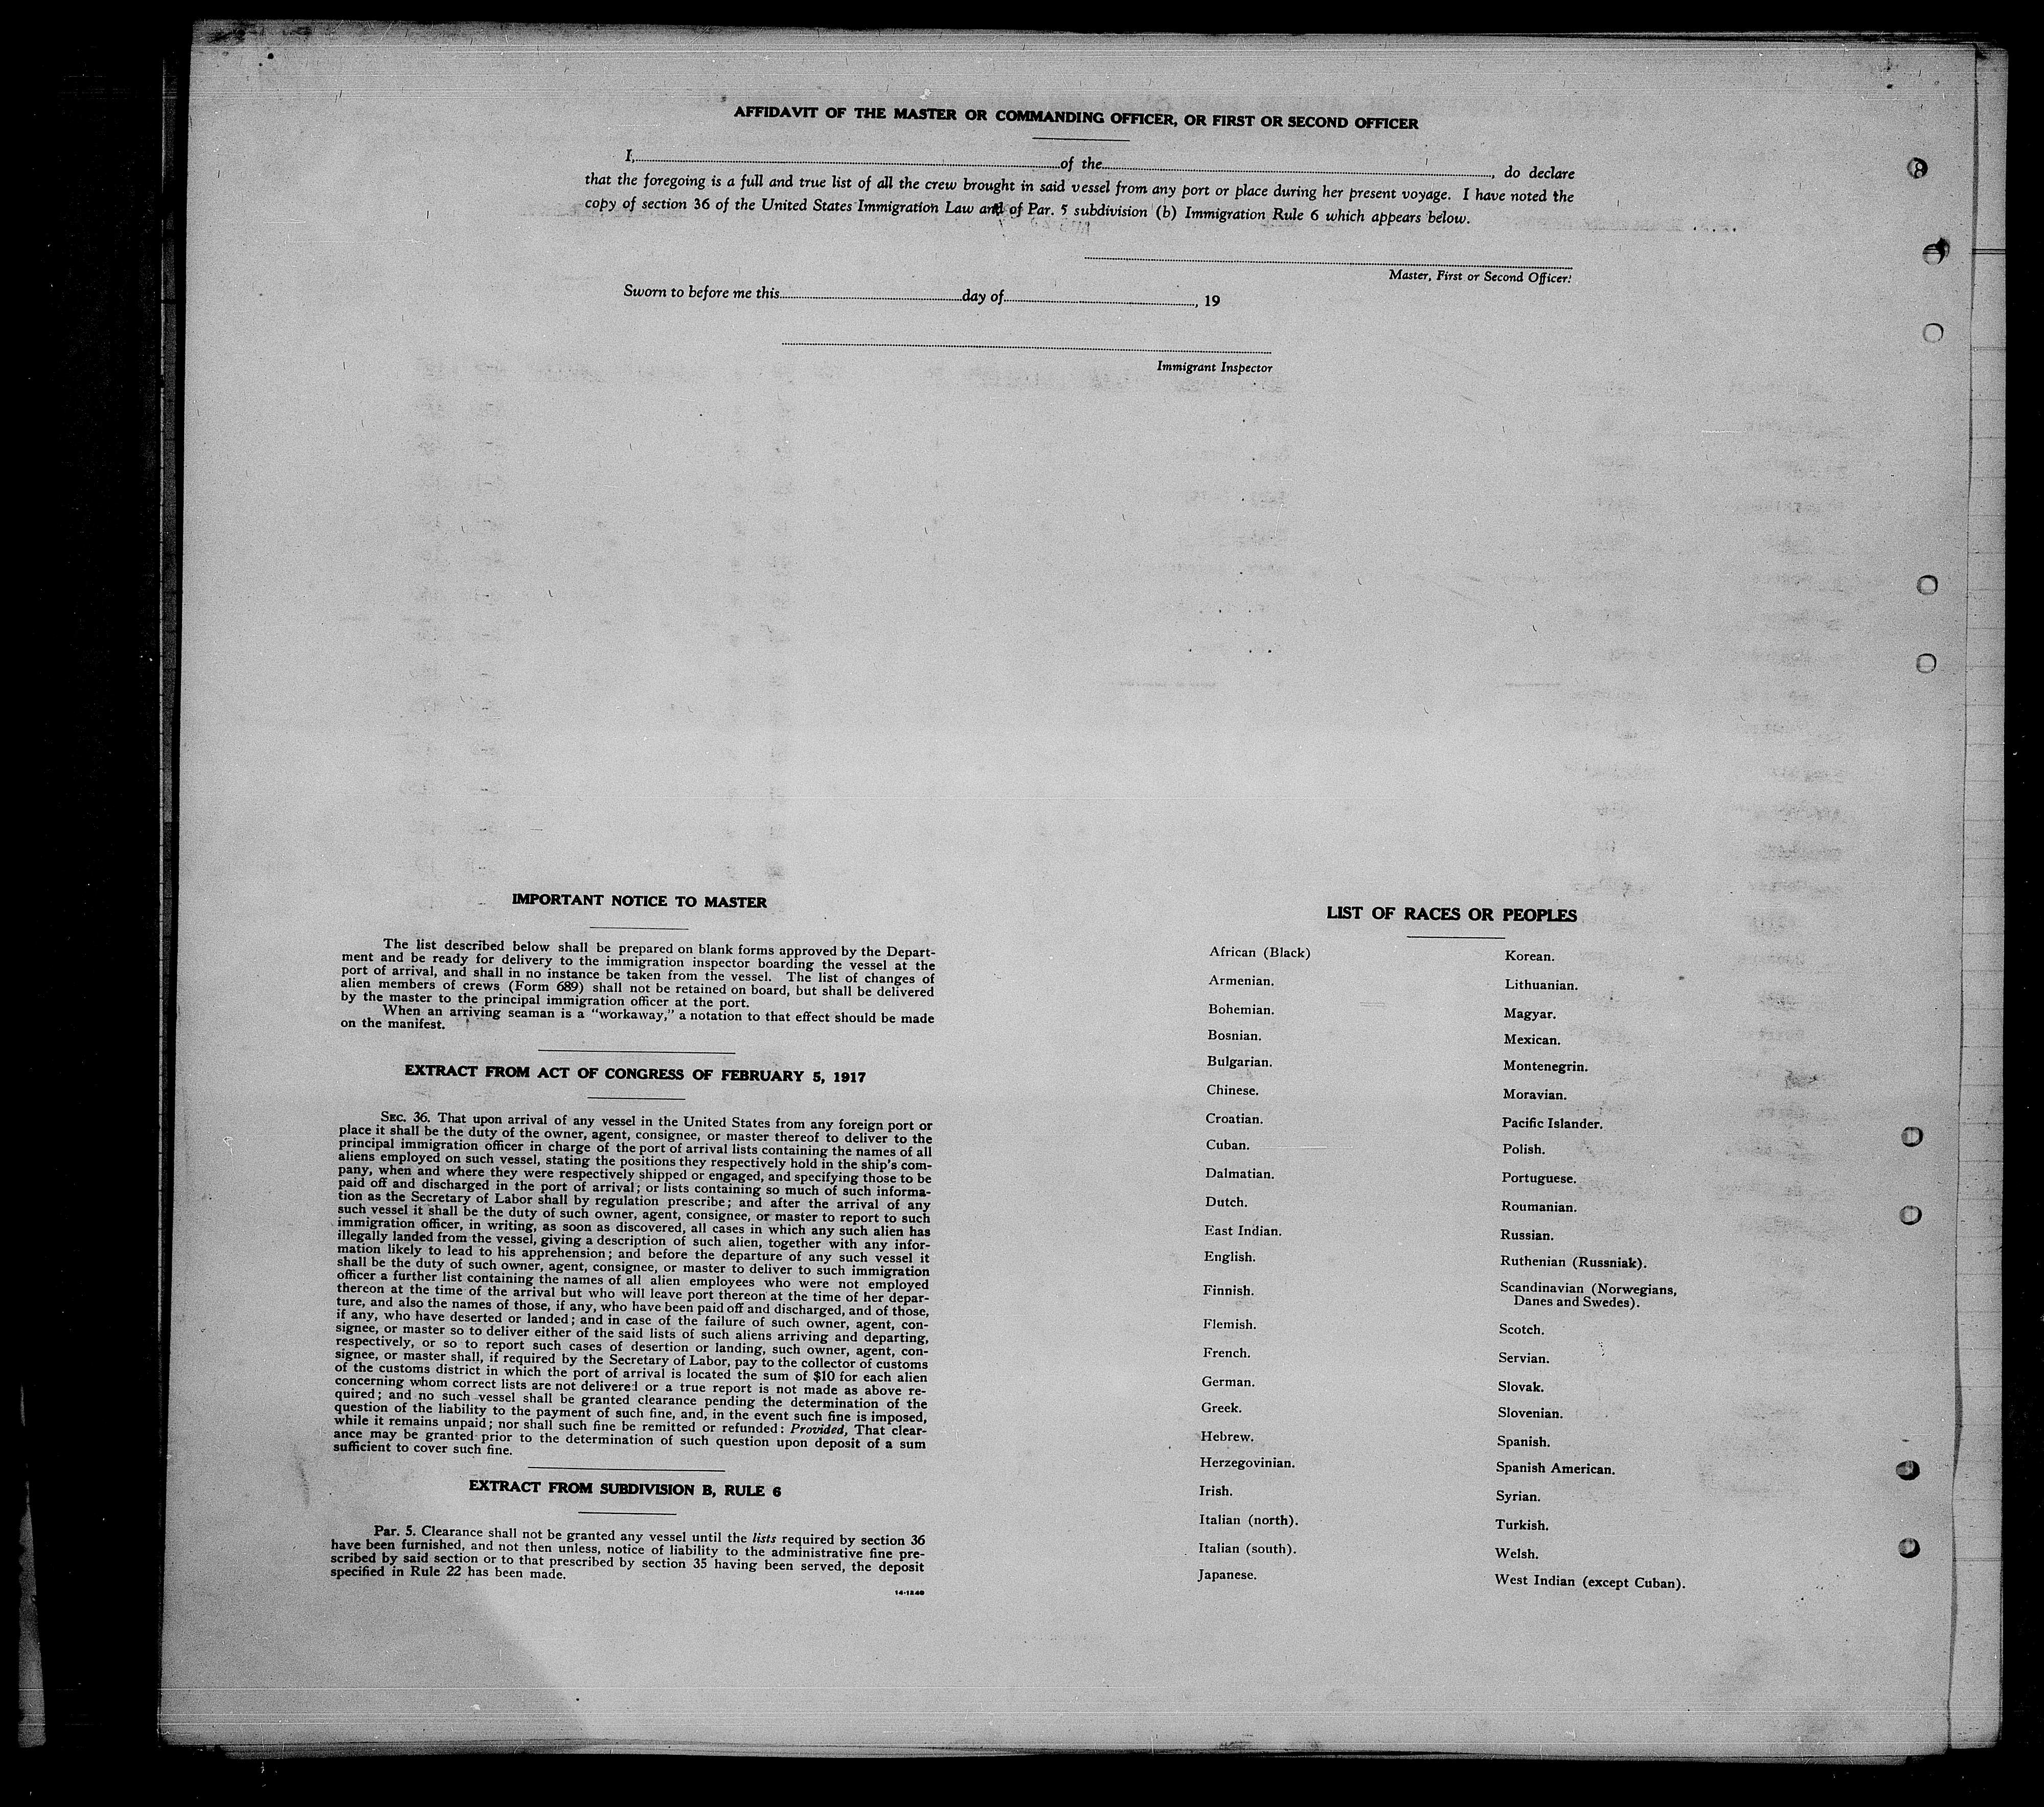 AFFIDAVIT OF THE MASTER OR COMMANDING OFFICER, OR FIRST OR SECOND OFFICER
I, of the , do declare
that the foregoing is a full and true list of all the crew brought in said vessel from any port or place during her present voyage. I have noted the
copy of section 36 of the United States Immigration Law and of Par. 5 subdivision (b) Immigration Rule 6 which appears below.
Master, First or Second Officer.
Sworn to before me this day of , 19
Immigrant Inspector
8
IMPORTANT NOTICE TO MASTER
The list described below shall be prepared on blank forms approved by the Depart-
ment and be ready for delivery to the immigration inspector boarding the vessel at the
port of arrival, and shall in no instance be taken from the vessel. The list of changes of
alien members of crews (Form 689) shall not be retained on board, but shall be delivered
by the master to the principal immigration officer at the port.
When an arriving seaman is a "workaway," a notation to that effect should be made
on the manifest.
EXTRACT FROM ACT OF CONGRESS OF FEBRUARY 5, 1917
SEC. 36. That upon arrival of any vessel in the United States from any foreign port or
place it shall be the duty of the owner, agent, consignee, or master thereof to deliver to the
principal immigration officer in charge of the port of arrival lists containing the names of all
aliens employed on such vessel, stating the positions they respectively hold in the ship's com-
pany, when and where they were respectively shipped or engaged, and specifying those to be
paid off and discharged in the port of arrival; or lists containing so much of such informa-
tion as the Secretary of Labor shall by regulation prescribe; and after the arrival of any
such vessel it shall be the duty of such owner, agent, consignee, or master to report to such
immigration officer, in writing, as soon as discovered, all cases in which any such alien has
illegally landed from the vessel, giving a description of such alien, together with any infor-
mation likely to lead to his apprehension; and before the departure of any such vessel it
shall be the duty of such owner, agent, consignee, or master to deliver to such immigration
officer a further list containing the names of all alien employees who were not employed
thereon at the time of the arrival but who will leave port thereon at the time of her depar-
ture, and also the names of those, if any, who have been paid off and discharged, and of those,
if any, who have deserted or landed; and in case of the failure of such owner, agent, con-
signee, or master so to deliver either of the said lists of such aliens arriving and departing,
respectively, or so to report such cases of desertion or landing, such owner, agent, con-
signee, or master shall, if required by the Secretary of Labor, pay to the collector of customs
of the customs district in which the port of arrival is located the sum of $10 for each alien
concerning whom correct lists are not delivered or a true report is not made as above re-
quired; and no such vessel shall be granted clearance pending the determination of the
question of the liability to the payment of such fine, and, in the event such fine is imposed,
while it remains unpaid; nor shall such fine be remitted or refunded: Provided, That clear-
ance may be granted prior to the determination of such question upon deposit of a sum
sufficient to cover such fine.
EXTRACT FROM SUBDIVISION B, RULE 6
Par. 5. Clearance shall not be granted any vessel until the lists required by section 36
have been furnished, and not then unless, notice of liability to the administrative fine pre-
scribed by said section or to that prescribed by section 35 having been served, the deposit
specified in Rule 22 has been made.
14-1240
LIST OF RACES OR PEOPLES
African (Black)
Armenian.
Bohemian.
Bosnian.
Bulgarian.
Chinese.
Croatian.
Cuban.
Dalmatian.
Dutch.
East Indian.
English.
Finnish.
Flemish.
French.
German.
Greek.
Hebrew.
Herzegovinian.
Irish.
Italian (north).
Italian (south).
Japanese.
Korean.
Lithuanian.
Magyar.
Mexican.
Montenegrin.
Moravian.
Pacific Islander.
Polish.
Portuguese.
Roumanian.
Russian.
Ruthenian (Russniak).
Scandinavian (Norwegians,
Danes and Swedes).
Scotch.
Servian.
Slovak.
Slovenian.
Spanish.
Spanish American.
Syrian.
Turkish.
Welsh.
West Indian (except Cuban).